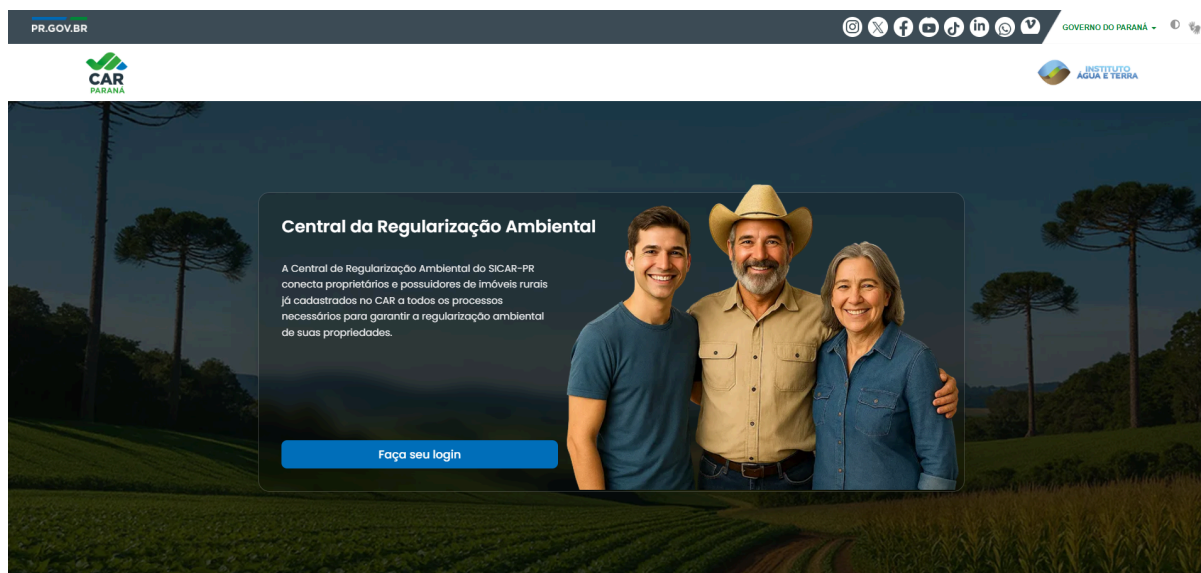 PR.GOV.BR
GOVERNO DO PARANÁ
CAR
PARANÁ
INSTITUTO
ÁGUA E TERRA
Central da Regularização Ambiental
A Central de Regularização Ambiental do SICAR-PR
conecta proprietários e possuidores de imóveis rurais
já cadastrados no CAR a todos os processos
necessários para garantir a regularização ambiental
de suas propriedades.
Faça seu login